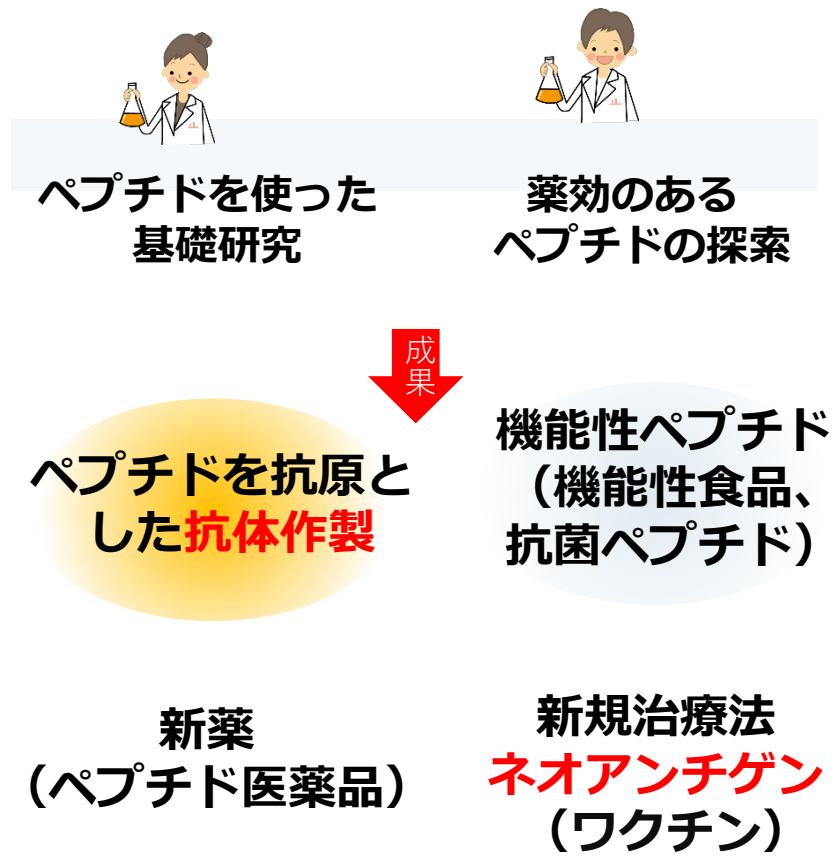 ペプチドを使った
基礎研究
薬効のある
ペプチドの探索
成果
ペプチドを抗原と
した抗体作製
機能性ペプチド
（機能性食品、
抗菌ペプチド）
新薬
（ペプチド医薬品）
新規治療法
ネオアンチゲン
（ワクチン）